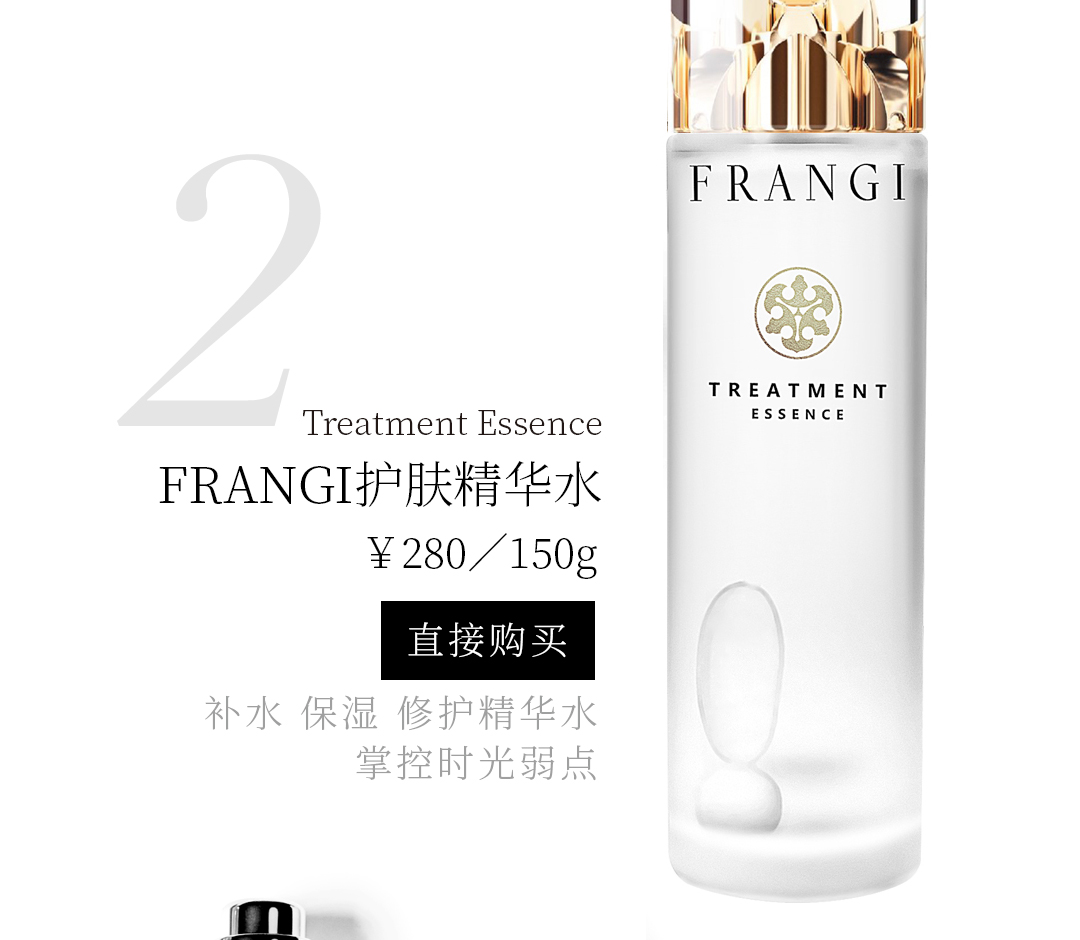 2
Treatment Essence
FRANGI护肤精华水
￥280／150g
直接购买
补水 保湿 修护精华水
掌控时光弱点
FRANGI
TREATMENT
ESSENCE